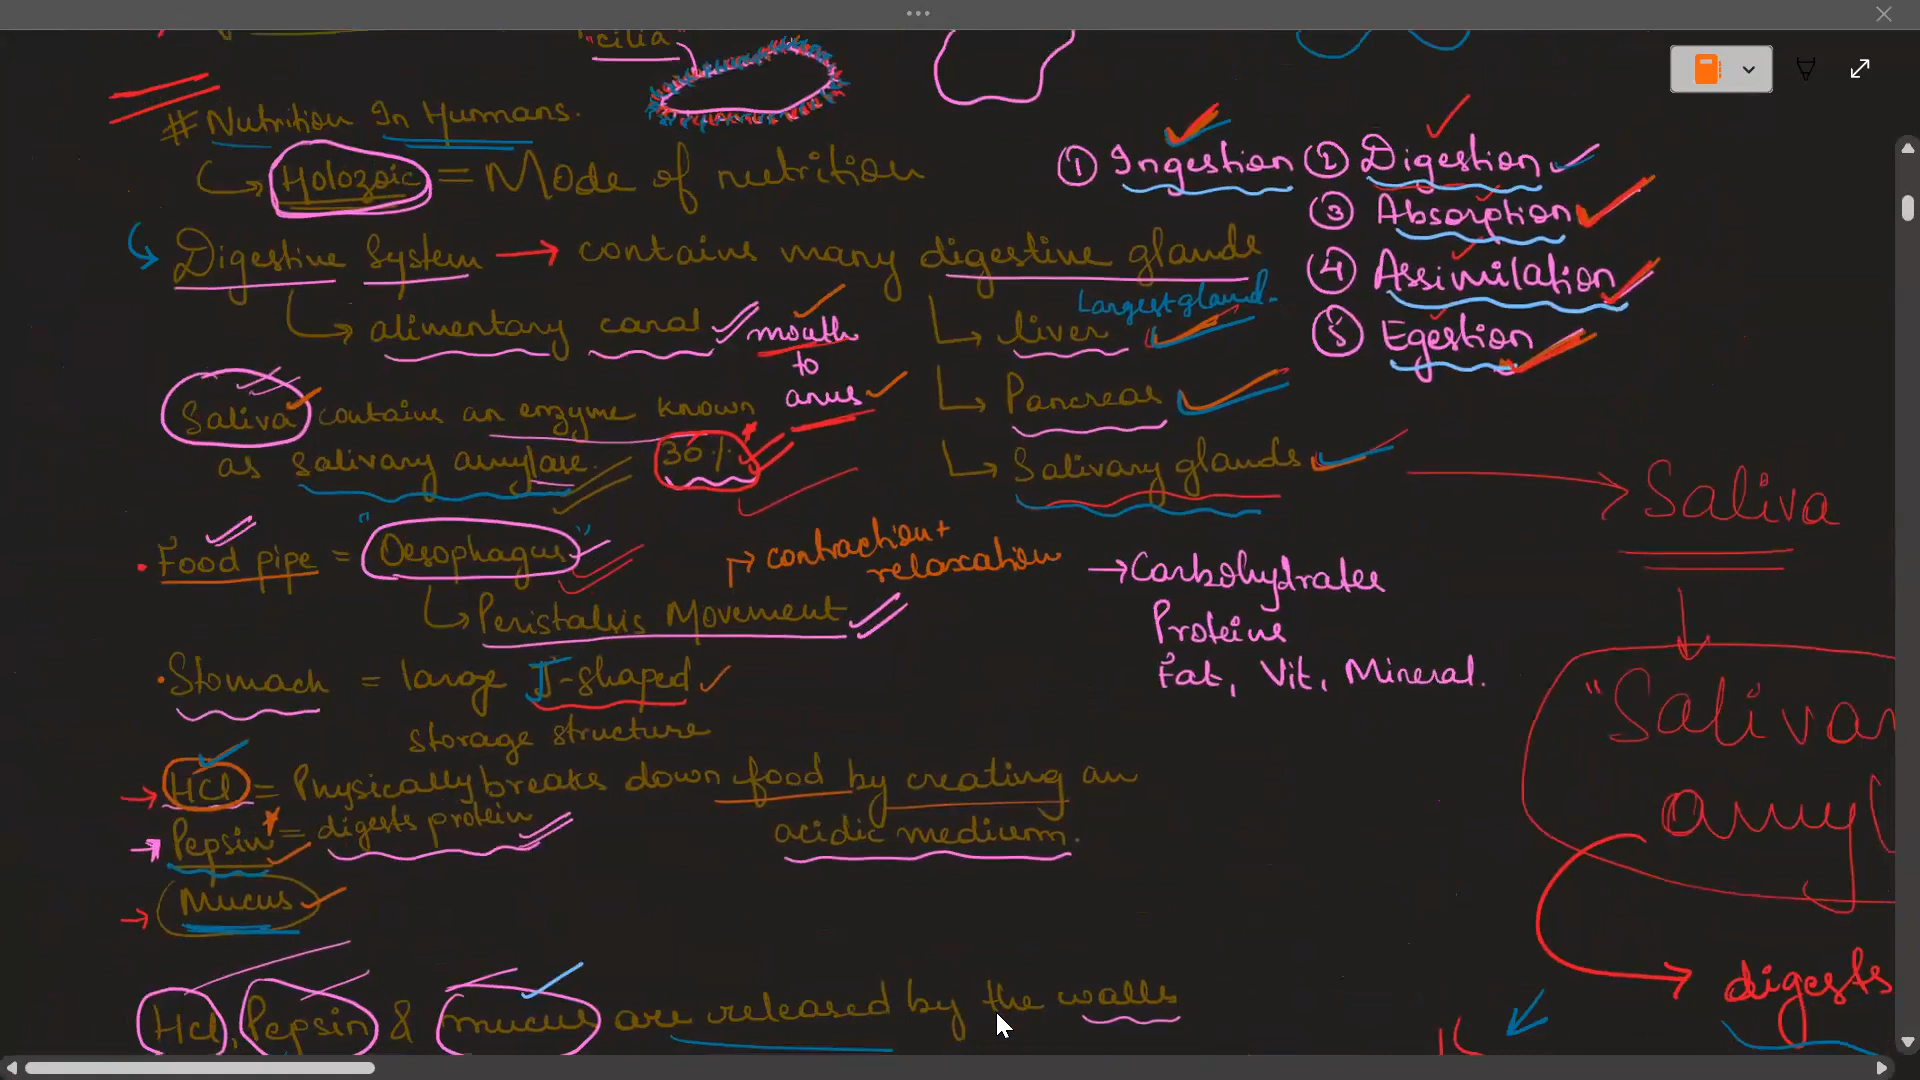 "cilia"
# Nutrition In Humans.
Holozoic = Mode of nutrition
① Ingestion ② Digestion
③ Absorption
④ Assimilation
⑤ Egestion
Digestive System → contains many digestive glands
alimentary canal
mouth
to
anus
Largest gland.
liver
Pancreas
Salivary glands → Saliva
Saliva contains an enzyme known
as salivary amylase. 30%
• Food pipe = "Oesophagus"
contraction+
relaxation
Peristalsis Movement
→ Carbohydrates
Proteins
Fat, Vit, Mineral.
• Stomach = large J-shaped
storage structure
→ HCl = Physically breaks down food by creating an
acidic medium.
→ Pepsin = digests protein
→ Mucus
"Salivar
amyl
digests
HCl, Pepsin & mucus are released by the walls